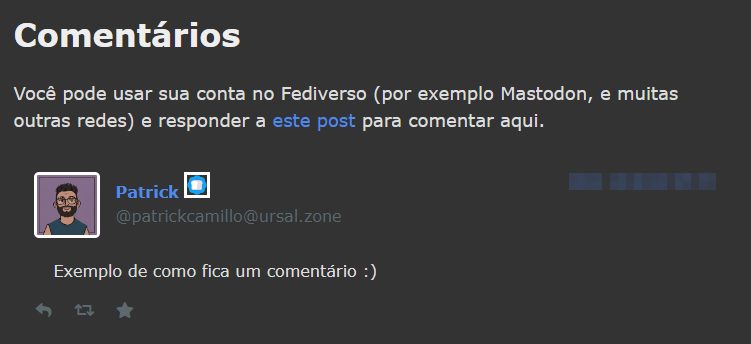 Comentários
Você pode usar sua conta no Fediverso (por exemplo Mastodon, e muitas
outras redes) e responder a este post para comentar aqui.
Patrick
@patrickcamillo@ursal.zone
Exemplo de como fica um comentário :)